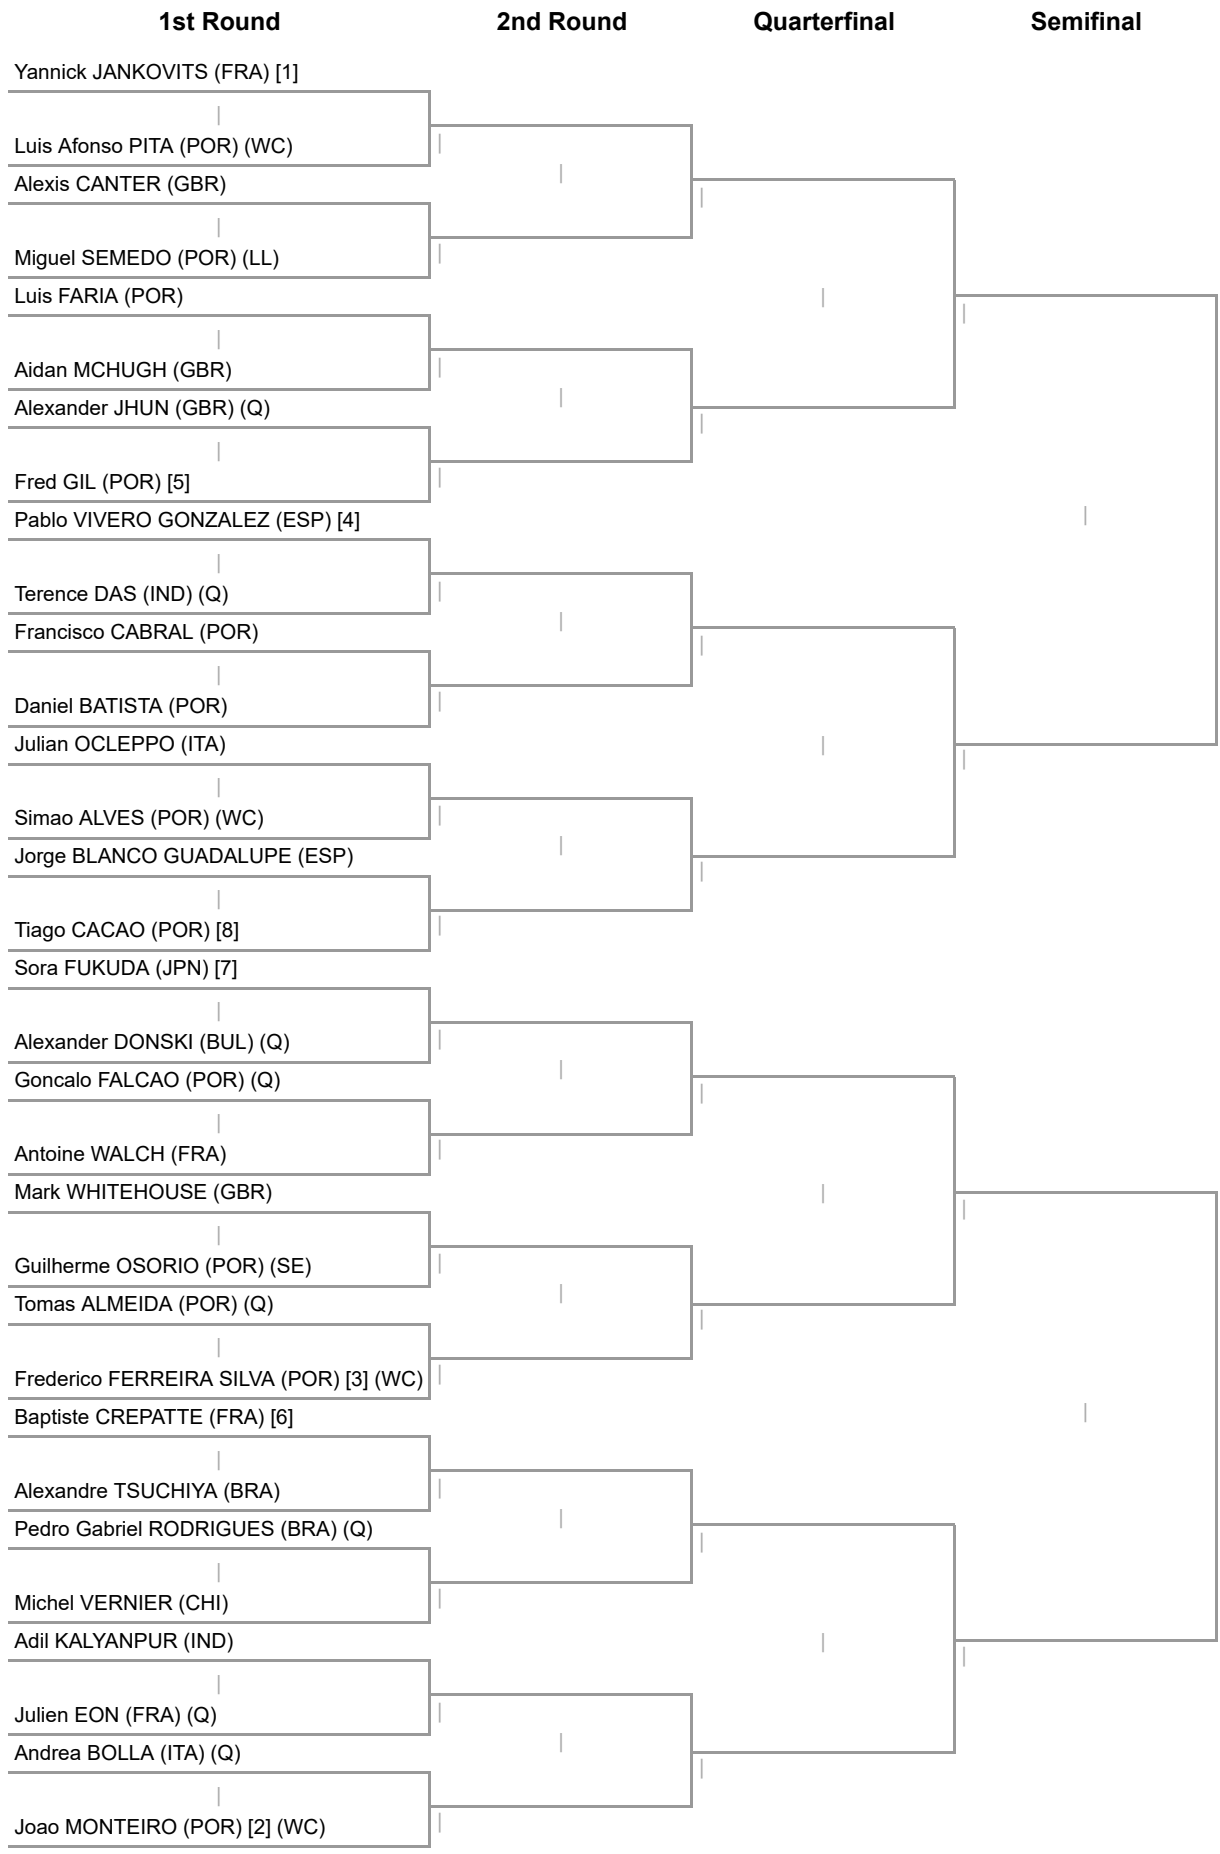 1st Round 2nd Round Quarterfinal Semifinal
Yannick JANKOVITS (FRA) [1]
Luis Afonso PITA (POR) (WC)
Alexis CANTER (GBR)
Miguel SEMEDO (POR) (LL)
Luis FARIA (POR)
Aidan MCHUGH (GBR)
Alexander JHUN (GBR) (Q)
Fred GIL (POR) [5]
Pablo VIVERO GONZALEZ (ESP) [4]
Terence DAS (IND) (Q)
Francisco CABRAL (POR)
Daniel BATISTA (POR)
Julian OCLEPPO (ITA)
Simao ALVES (POR) (WC)
Jorge BLANCO GUADALUPE (ESP)
Tiago CACAO (POR) [8]
Sora FUKUDA (JPN) [7]
Alexander DONSKI (BUL) (Q)
Goncalo FALCAO (POR) (Q)
Antoine WALCH (FRA)
Mark WHITEHOUSE (GBR)
Guilherme OSORIO (POR) (SE)
Tomas ALMEIDA (POR) (Q)
Frederico FERREIRA SILVA (POR) [3] (WC)
Baptiste CREPATTE (FRA) [6]
Alexandre TSUCHIYA (BRA)
Pedro Gabriel RODRIGUES (BRA) (Q)
Michel VERNIER (CHI)
Adil KALYANPUR (IND)
Julien EON (FRA) (Q)
Andrea BOLLA (ITA) (Q)
Joao MONTEIRO (POR) [2] (WC)